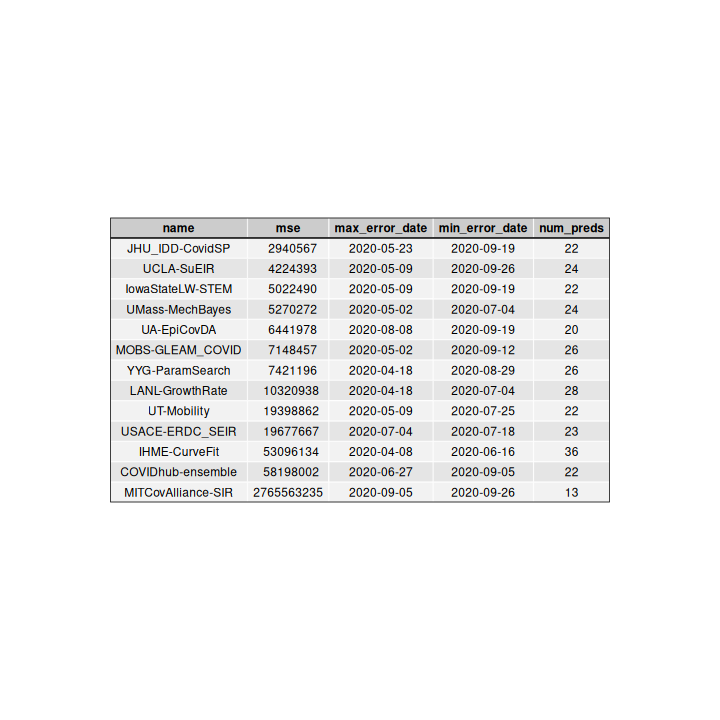 name mse max_error_date min_error_date num_preds
JHU_IDD-CovidSP 2940567 2020-05-23 2020-09-19 22
UCLA-SuEIR 4224393 2020-05-09 2020-09-26 24
IowaStateLW-STEM 5022490 2020-05-09 2020-09-19 22
UMass-MechBayes 5270272 2020-05-02 2020-07-04 24
UA-EpiCovDA 6441978 2020-08-08 2020-09-19 20
MOBS-GLEAM_COVID 7148457 2020-05-02 2020-09-12 26
YYG-ParamSearch 7421196 2020-04-18 2020-08-29 26
LANL-GrowthRate 10320938 2020-04-18 2020-07-04 28
UT-Mobility 19398862 2020-05-09 2020-07-25 22
USACE-ERDC_SEIR 19677667 2020-07-04 2020-07-18 23
IHME-CurveFit 53096134 2020-04-08 2020-06-16 36
COVIDhub-ensemble 58198002 2020-06-27 2020-09-05 22
MITCovAlliance-SIR 2765563235 2020-09-05 2020-09-26 13